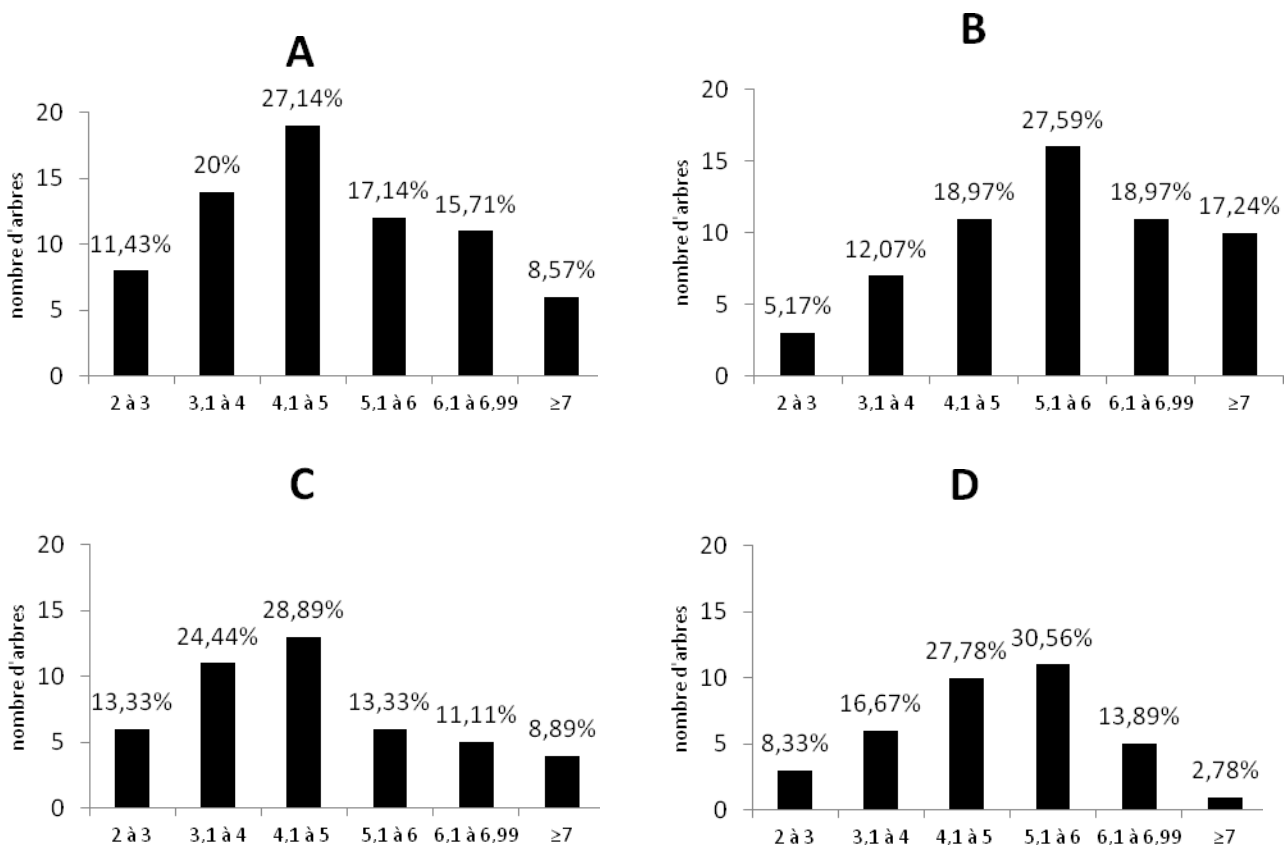 A
nombre d'arbres
20
15
10
5
0
11,43%
20%
27,14%
17,14%
15,71%
8,57%
2 à 3
3,1 à 4
4,1 à 5
5,1 à 6
6,1 à 6,99
≥7
B
nombre d'arbres
20
15
10
5
0
5,17%
12,07%
18,97%
27,59%
18,97%
17,24%
2 à 3
3,1 à 4
4,1 à 5
5,1 à 6
6,1 à 6,99
≥7
C
nombre d'arbres
20
15
10
5
0
13,33%
24,44%
28,89%
13,33%
11,11%
8,89%
2 à 3
3,1 à 4
4,1 à 5
5,1 à 6
6,1 à 6,99
≥7
D
nombre d'arbres
20
15
10
5
0
8,33%
16,67%
27,78%
30,56%
13,89%
2,78%
2 à 3
3,1 à 4
4,1 à 5
5,1 à 6
6,1 à 6,99
≥7